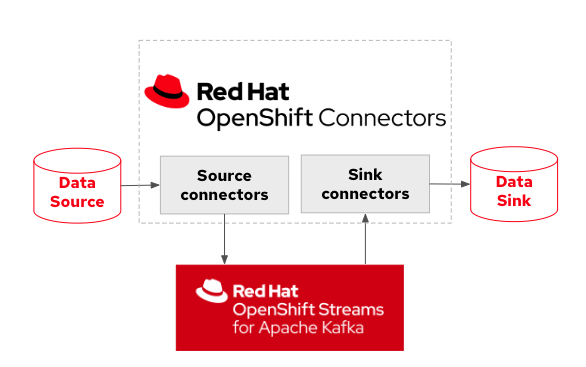 Red Hat
OpenShift Connectors
Data
Source
Source
connectors
Sink
connectors
Data
Sink
Red Hat
OpenShift Streams
for Apache Kafka